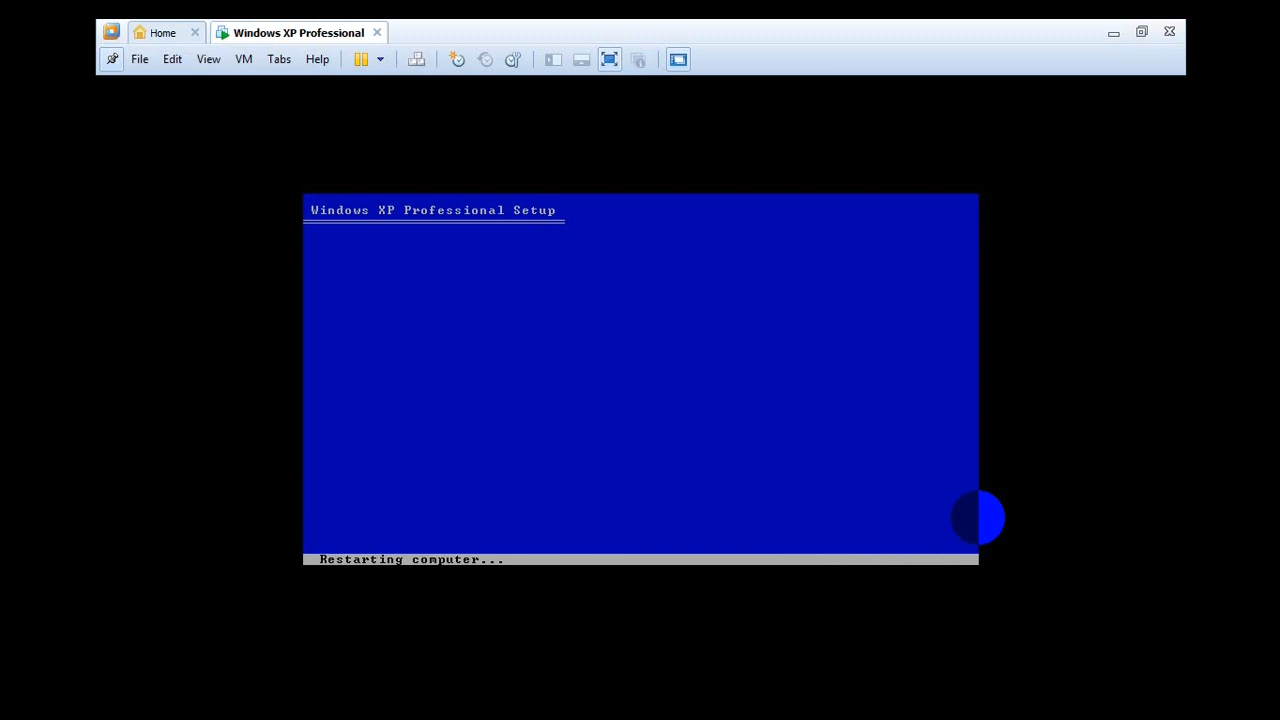 Home
Windows XP Professional
File Edit View VM Tabs Help
Windows XP Professional Setup
Restarting computer...